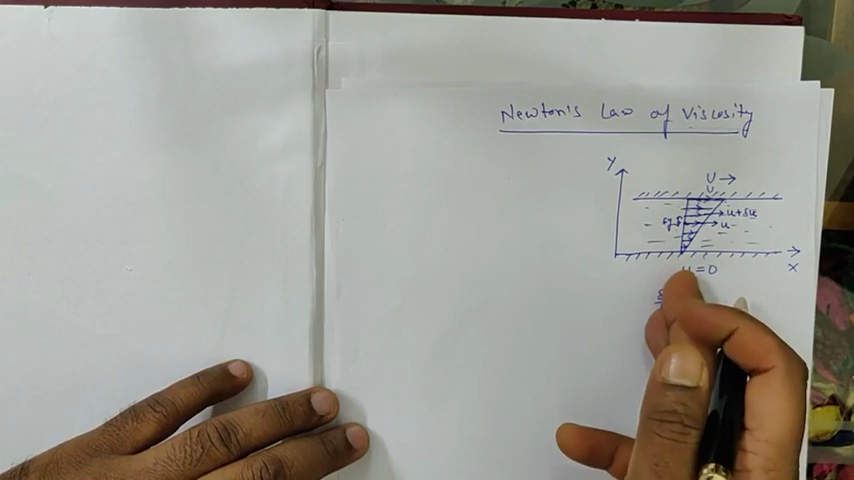 Newton's Law of Viscosity
Y
U →
U
u+δu
δy
u
X
u=0